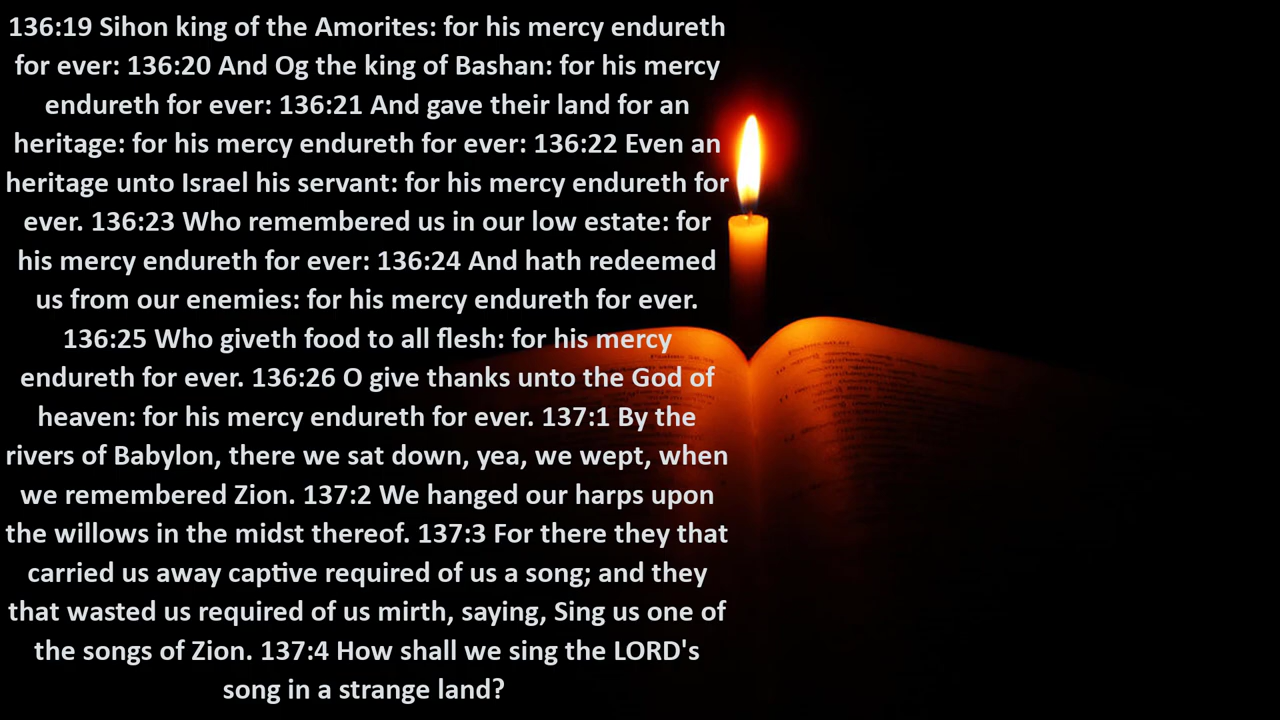 136:19 Sihon king of the Amorites: for his mercy endureth
for ever: 136:20 And Og the king of Bashan: for his mercy
endureth for ever: 136:21 And gave their land for an
heritage: for his mercy endureth for ever: 136:22 Even an
heritage unto Israel his servant: for his mercy endureth for
ever. 136:23 Who remembered us in our low estate: for
his mercy endureth for ever: 136:24 And hath redeemed
us from our enemies: for his mercy endureth for ever.
136:25 Who giveth food to all flesh: for his mercy
endureth for ever. 136:26 O give thanks unto the God of
heaven: for his mercy endureth for ever. 137:1 By the
rivers of Babylon, there we sat down, yea, we wept, when
we remembered Zion. 137:2 We hanged our harps upon
the willows in the midst thereof. 137:3 For there they that
carried us away captive required of us a song; and they
that wasted us required of us mirth, saying, Sing us one of
the songs of Zion. 137:4 How shall we sing the LORD's
song in a strange land?